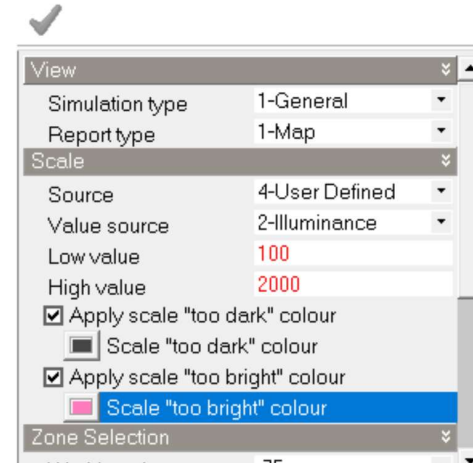 View
Simulation type 1-General
Report type 1-Map
Scale
Source 4-User Defined
Value source 2-Illuminance
Low value 100
High value 2000
Apply scale "too dark" colour
Scale "too dark" colour
Apply scale "too bright" colour
Scale "too bright" colour
Zone Selection